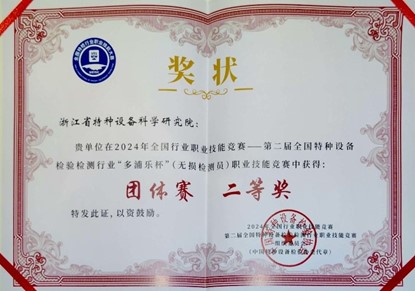 奖状
浙江省特种设备科学研究院：
贵单位在2024年全国行业职业技能竞赛——第二届全国特种设备
检验检测行业“多浦乐杯”(无损检测员)职业技能竞赛中获得：
团体赛 二等奖
特发此证，以资鼓励。
2024年全国行业职业技能竞赛
第二届全国特种设备检验检测行业职业技能竞赛